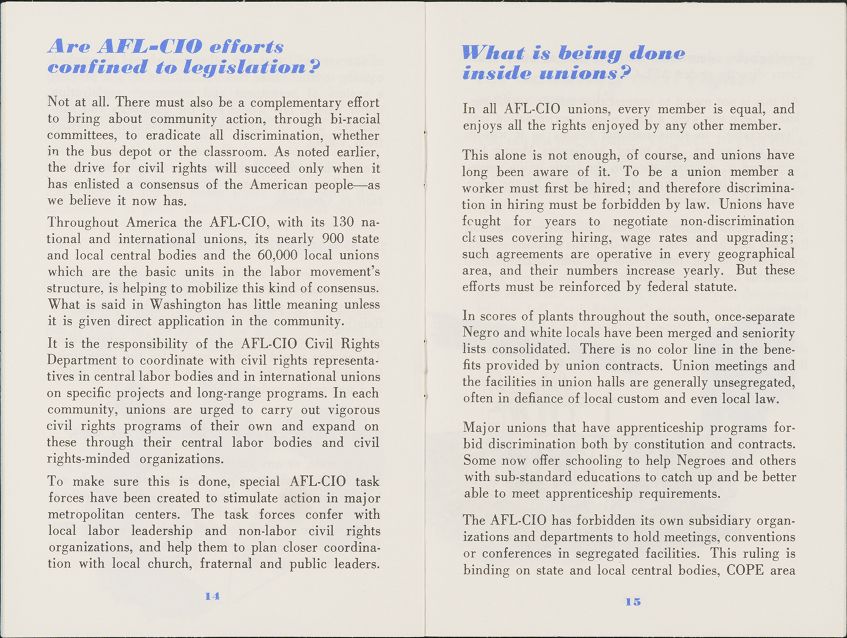 Are AFL-CIO efforts
confined to legislation?
Not at all. There must also be a complementary effort
to bring about community action, through bi-racial
committees, to eradicate all discrimination, whether
in the bus depot or the classroom. As noted earlier,
the drive for civil rights will succeed only when it
has enlisted a consensus of the American people—as
we believe it now has.
Throughout America the AFL-CIO, with its 130 na-
tional and international unions, its nearly 900 state
and local central bodies and the 60,000 local unions
which are the basic units in the labor movement's
structure, is helping to mobilize this kind of consensus.
What is said in Washington has little meaning unless
it is given direct application in the community.
It is the responsibility of the AFL-CIO Civil Rights
Department to coordinate with civil rights representa-
tives in central labor bodies and in international unions
on specific projects and long-range programs. In each
community, unions are urged to carry out vigorous
civil rights programs of their own and expand on
these through their central labor bodies and civil
rights-minded organizations.
To make sure this is done, special AFL-CIO task
forces have been created to stimulate action in major
metropolitan centers. The task forces confer with
local labor leadership and non-labor civil rights
organizations, and help them to plan closer coordina-
tion with local church, fraternal and public leaders.
14
What is being done
inside unions?
In all AFL-CIO unions, every member is equal, and
enjoys all the rights enjoyed by any other member.
This alone is not enough, of course, and unions have
long been aware of it. To be a union member a
worker must first be hired; and therefore discrimina-
tion in hiring must be forbidden by law. Unions have
fought for years to negotiate non-discrimination
clauses covering hiring, wage rates and upgrading;
such agreements are operative in every geographical
area, and their numbers increase yearly. But these
efforts must be reinforced by federal statute.
In scores of plants throughout the south, once-separate
Negro and white locals have been merged and seniority
lists consolidated. There is no color line in the bene-
fits provided by union contracts. Union meetings and
the facilities in union halls are generally unsegregated,
often in defiance of local custom and even local law.
Major unions that have apprenticeship programs for-
bid discrimination both by constitution and contracts.
Some now offer schooling to help Negroes and others
with sub-standard educations to catch up and be better
able to meet apprenticeship requirements.
The AFL-CIO has forbidden its own subsidiary organ-
izations and departments to hold meetings, conventions
or conferences in segregated facilities. This ruling is
binding on state and local central bodies, COPE area
15